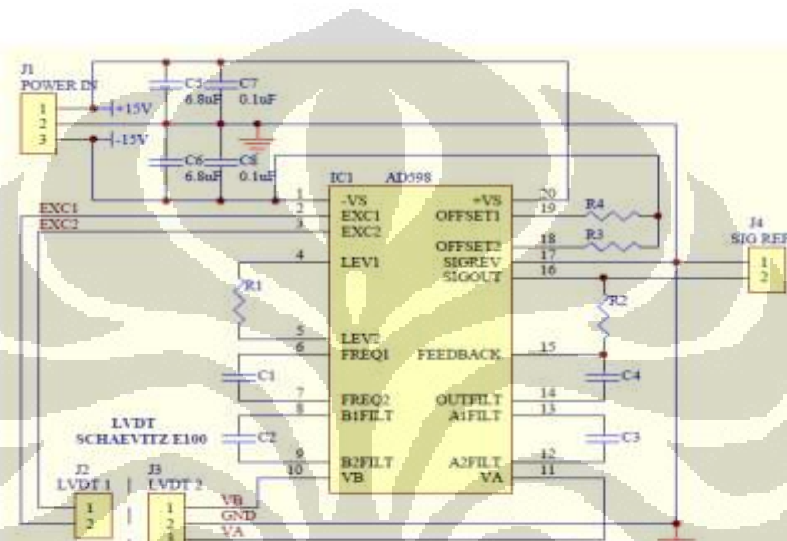 J1
POWER IN
1
2
3
+15V
-15V
C5
6.8uF
C7
0.1uF
C6
6.8uF
C8
0.1uF
IC1
AD598
EXC1
EXC2
1
-VS
2
EXC1
3
EXC2
4
LEV1
5
LEV2
6
FREQ1
7
FREQ2
8
B1FILT
9
B2FILT
10
VB
+VS
20
OFFSET1
19
OFFSET2
18
SIGREV
17
SIGOUT
16
FEEDBACK
15
OUTFILT
14
A1FILT
13
A2FILT
12
VA
11
R1
C1
C2
R4
R3
R2
C4
C3
J4
SIG REF
1
2
LVDT
SCHAEVITZ E100
J2
LVDT 1
1
2
J3
LVDT 2
1
2
VB
GND
VA